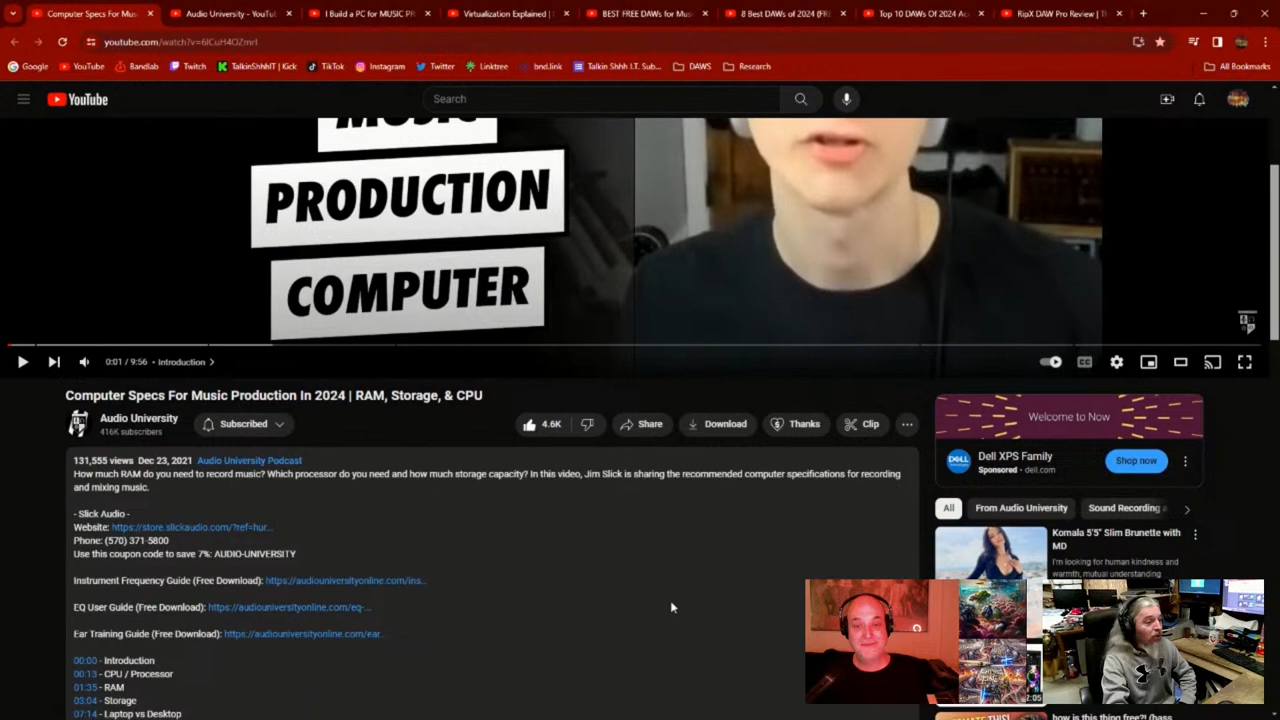 Computer Specs For Mus
Audio University - YouTu
I Build a PC for MUSIC PR
Virtualization Explained |
BEST FREE DAWs for Mus
8 Best DAWs of 2024 (FR
Top 10 DAWs Of 2024 Ac
RipX DAW Pro Review | Th
youtube.com/watch?v=6lCuH4OZmrI
Google
YouTube
Bandlab
Twitch
TalkinShhhIT | Kick
TikTok
Instagram
Twitter
Linktree
bnd.link
Talkin Shhh I.T. Sub...
DAWS
Research
All Bookmarks
YouTube
Search
MUSIC
PRODUCTION
COMPUTER
0:01 / 9:56 • Introduction
Computer Specs For Music Production In 2024 | RAM, Storage, & CPU
Audio University
416K subscribers
Subscribed
4.6K
Share
Download
Thanks
Clip
131,555 views Dec 23, 2021 Audio University Podcast
How much RAM do you need to record music? Which processor do you need and how much storage capacity? In this video, Jim Slick is sharing the recommended computer specifications for recording
and mixing music.
- Slick Audio -
Website: https://store.slickaudio.com/?ref=hur...
Phone: (570) 371-5800
Use this coupon code to save 7%: AUDIO-UNIVERSITY
Instrument Frequency Guide (Free Download): https://audiouniversityonline.com/ins...
EQ User Guide (Free Download): https://audiouniversityonline.com/eq-...
Ear Training Guide (Free Download): https://audiouniversityonline.com/ear...
00:00 - Introduction
00:13 - CPU / Processor
01:35 - RAM
03:04 - Storage
07:14 - Laptop vs Desktop
Welcome to Now
DELL
Dell XPS Family
Sponsored • dell.com
Shop now
All
From Audio University
Sound Recording a
Komala 5'5" Slim Brunette with
MD
I'm looking for human kindness and
warmth, mutual understanding
2:05
how is this thing free?! (bass